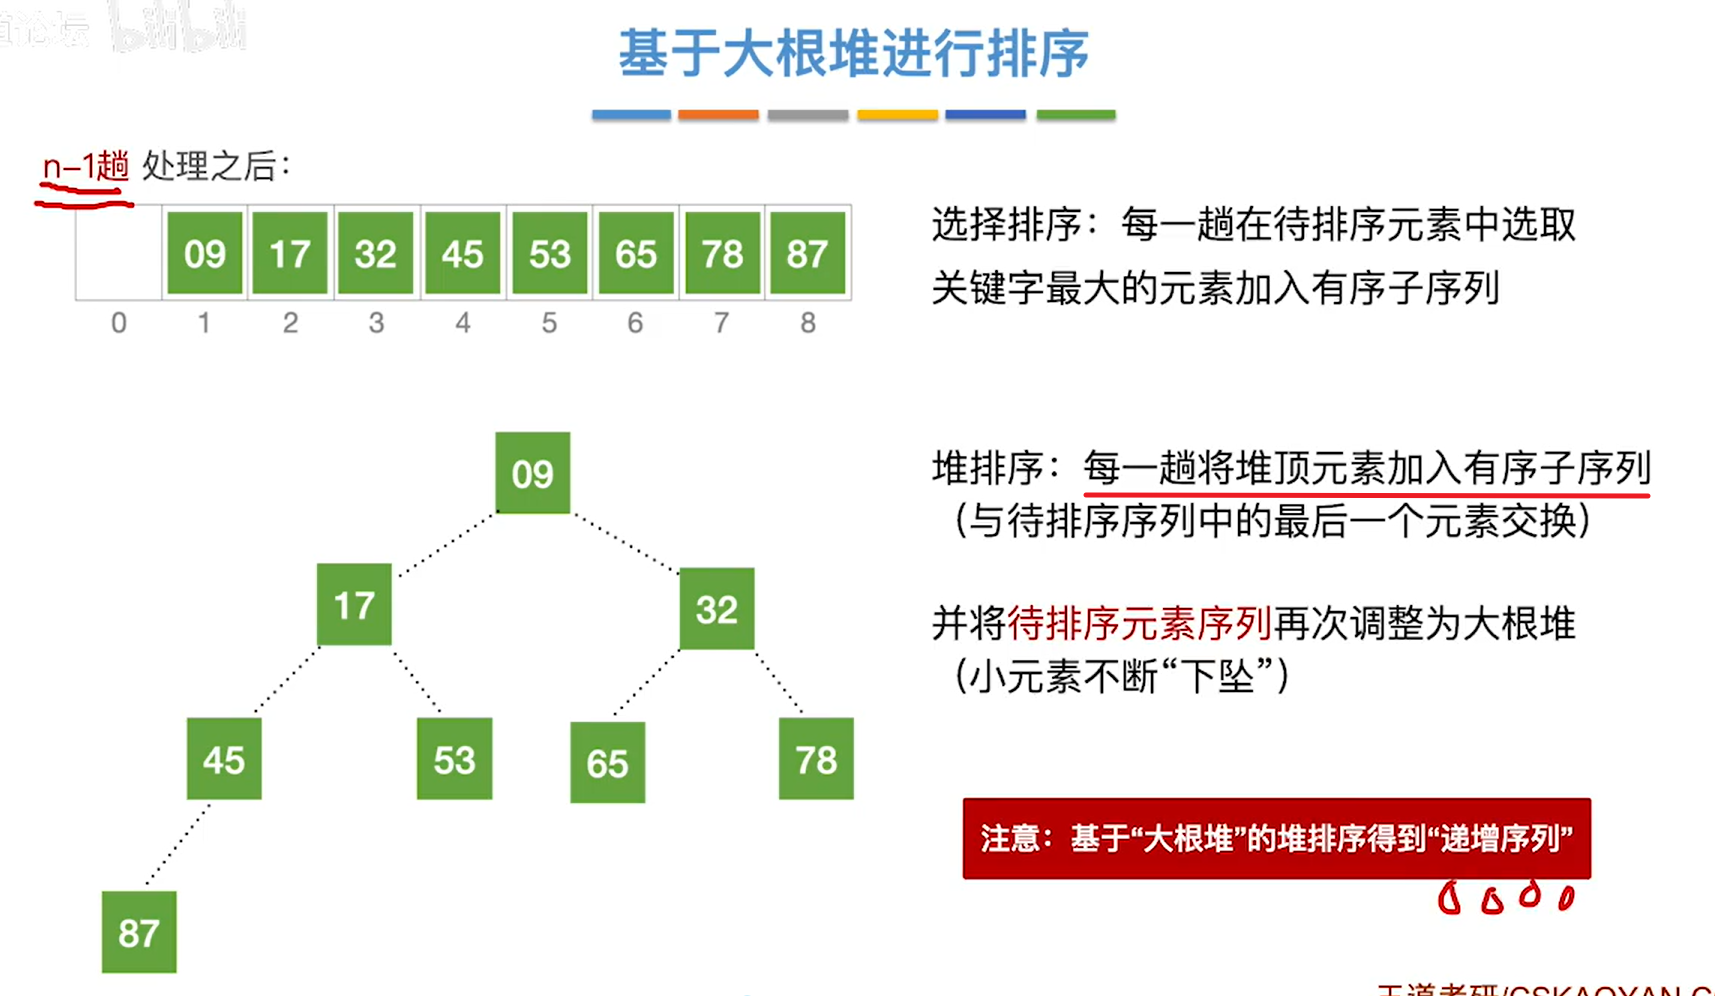 论坛 bilibili
基于大根堆进行排序
n-1趟 处理之后：
09 17 32 45 53 65 78 87
0 1 2 3 4 5 6 7 8
选择排序：每一趟在待排序元素中选取
关键字最大的元素加入有序子序列
堆排序：每一趟将堆顶元素加入有序子序列
（与待排序序列中的最后一个元素交换）
并将待排序元素序列再次调整为大根堆
（小元素不断“下坠”）
09
17 32
45 53 65 78
87
注意：基于“大根堆”的堆排序得到“递增序列”
王道考研/CSKAOYAN.C